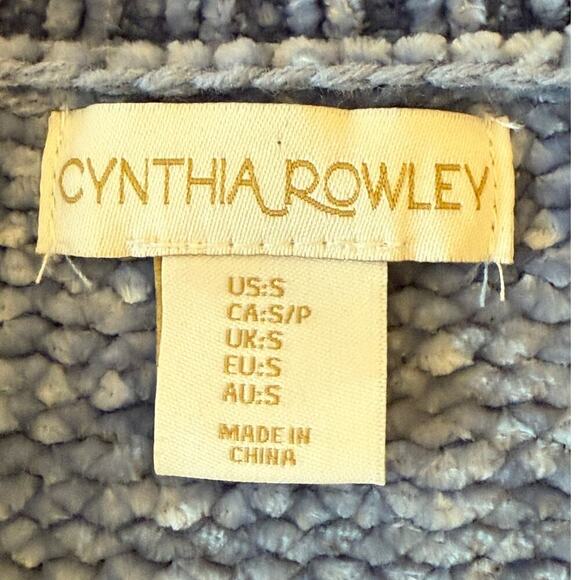 CYNTHIA ROWLEY
US:S
CA:S/P
UK:S
EU:S
AU:S
MADE IN
CHINA